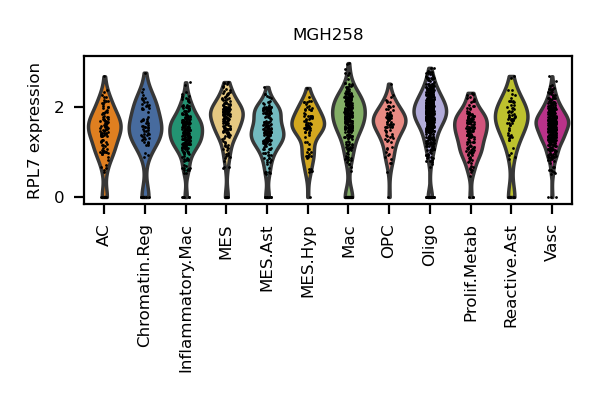 MGH258
RPL7 expression
2
0
AC
Chromatin.Reg
Inflammatory.Mac
MES
MES.Ast
MES.Hyp
Mac
OPC
Oligo
Prolif.Metab
Reactive.Ast
Vasc